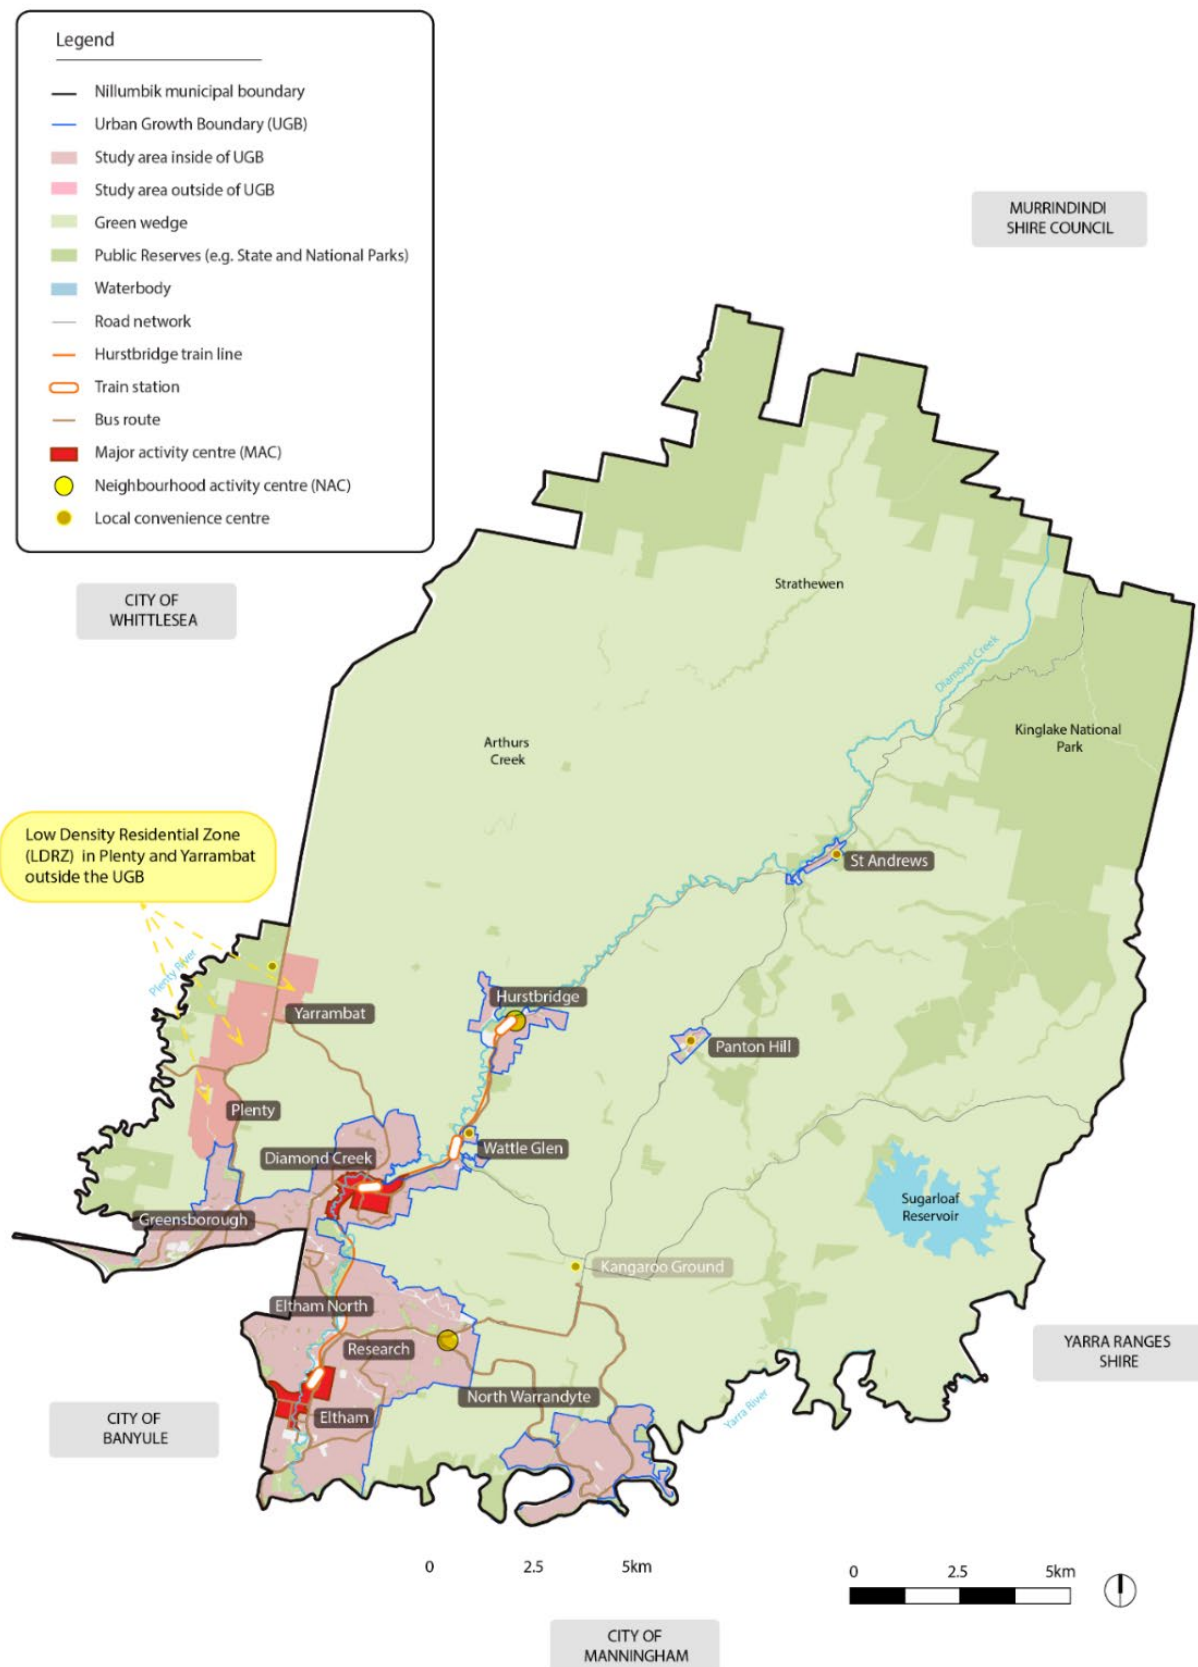 Legend
Nillumbik municipal boundary
Urban Growth Boundary (UGB)
Study area inside of UGB
Study area outside of UGB
Green wedge
Public Reserves (e.g. State and National Parks)
Waterbody
Road network
Hurstbridge train line
Train station
Bus route
Major activity centre (MAC)
Neighbourhood activity centre (NAC)
Local convenience centre
MURRINDINDI
SHIRE COUNCIL
CITY OF
WHITTLESEA
Strathewen
Diamond Creek
Kinglake National
Park
Arthurs
Creek
Low Density Residential Zone
(LDRZ) in Plenty and Yarrambat
outside the UGB
St Andrews
Plenty River
Hurstbridge
Yarrambat
Panton Hill
Plenty
Wattle Glen
Diamond Creek
Sugarloaf
Reservoir
Greensborough
Kangaroo Ground
Eltham North
Research
YARRA RANGES
SHIRE
North Warrandyte
Yarra River
Eltham
CITY OF
BANYULE
0 2.5 5km
0 2.5 5km
CITY OF
MANNINGHAM